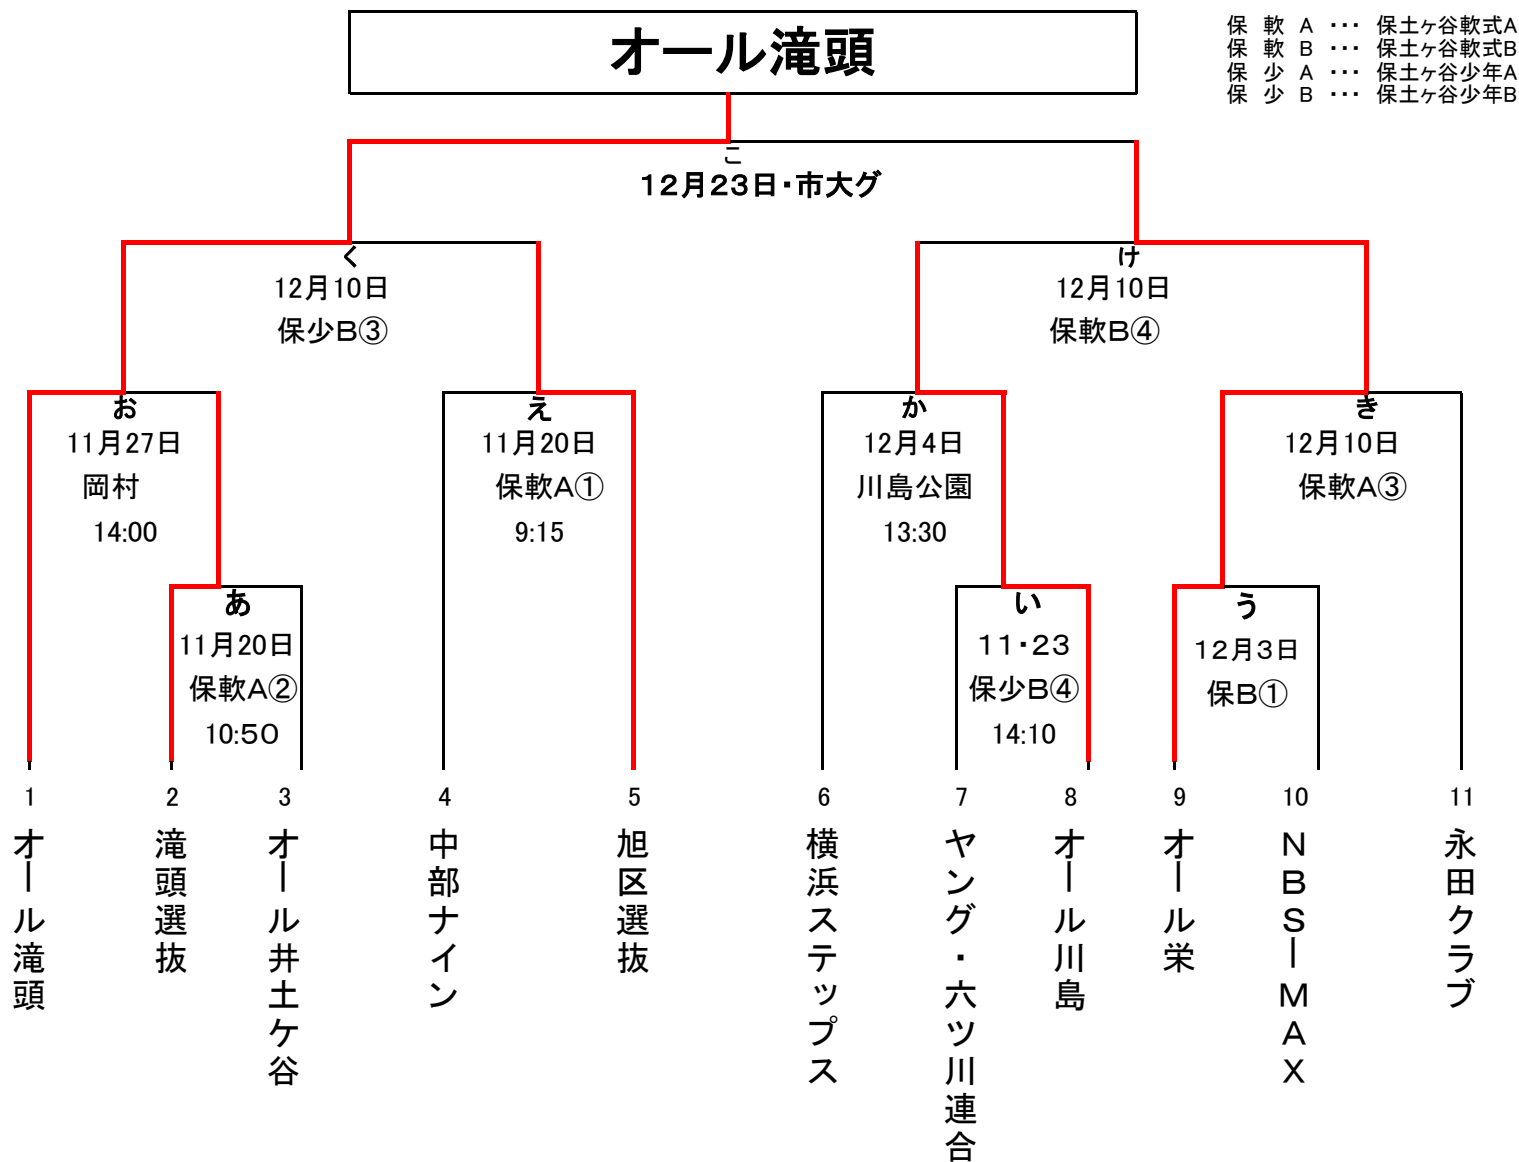 オール滝頭
保 軟 A ・・・ 保土ヶ谷軟式A
保 軟 B ・・・ 保土ヶ谷軟式B
保 少 A ・・・ 保土ヶ谷少年A
保 少 B ・・・ 保土ヶ谷少年B
こ
12月23日・市大グ
く
12月10日
保少B③
け
12月10日
保軟B④
お
11月27日
岡村
14:00
え
11月20日
保軟A①
9:15
か
12月4日
川島公園
13:30
き
12月10日
保軟A③
あ
11月20日
保軟A②
10:50
い
11・23
保少B④
14:10
う
12月3日
保B①
1
オール滝頭
2
滝頭選抜
3
オール井土ケ谷
4
中部ナイン
5
旭区選抜
6
横浜ステップス
7
ヤング・六ツ川連合
8
オール川島
9
オール栄
10
NBSーMAX
11
永田クラブ